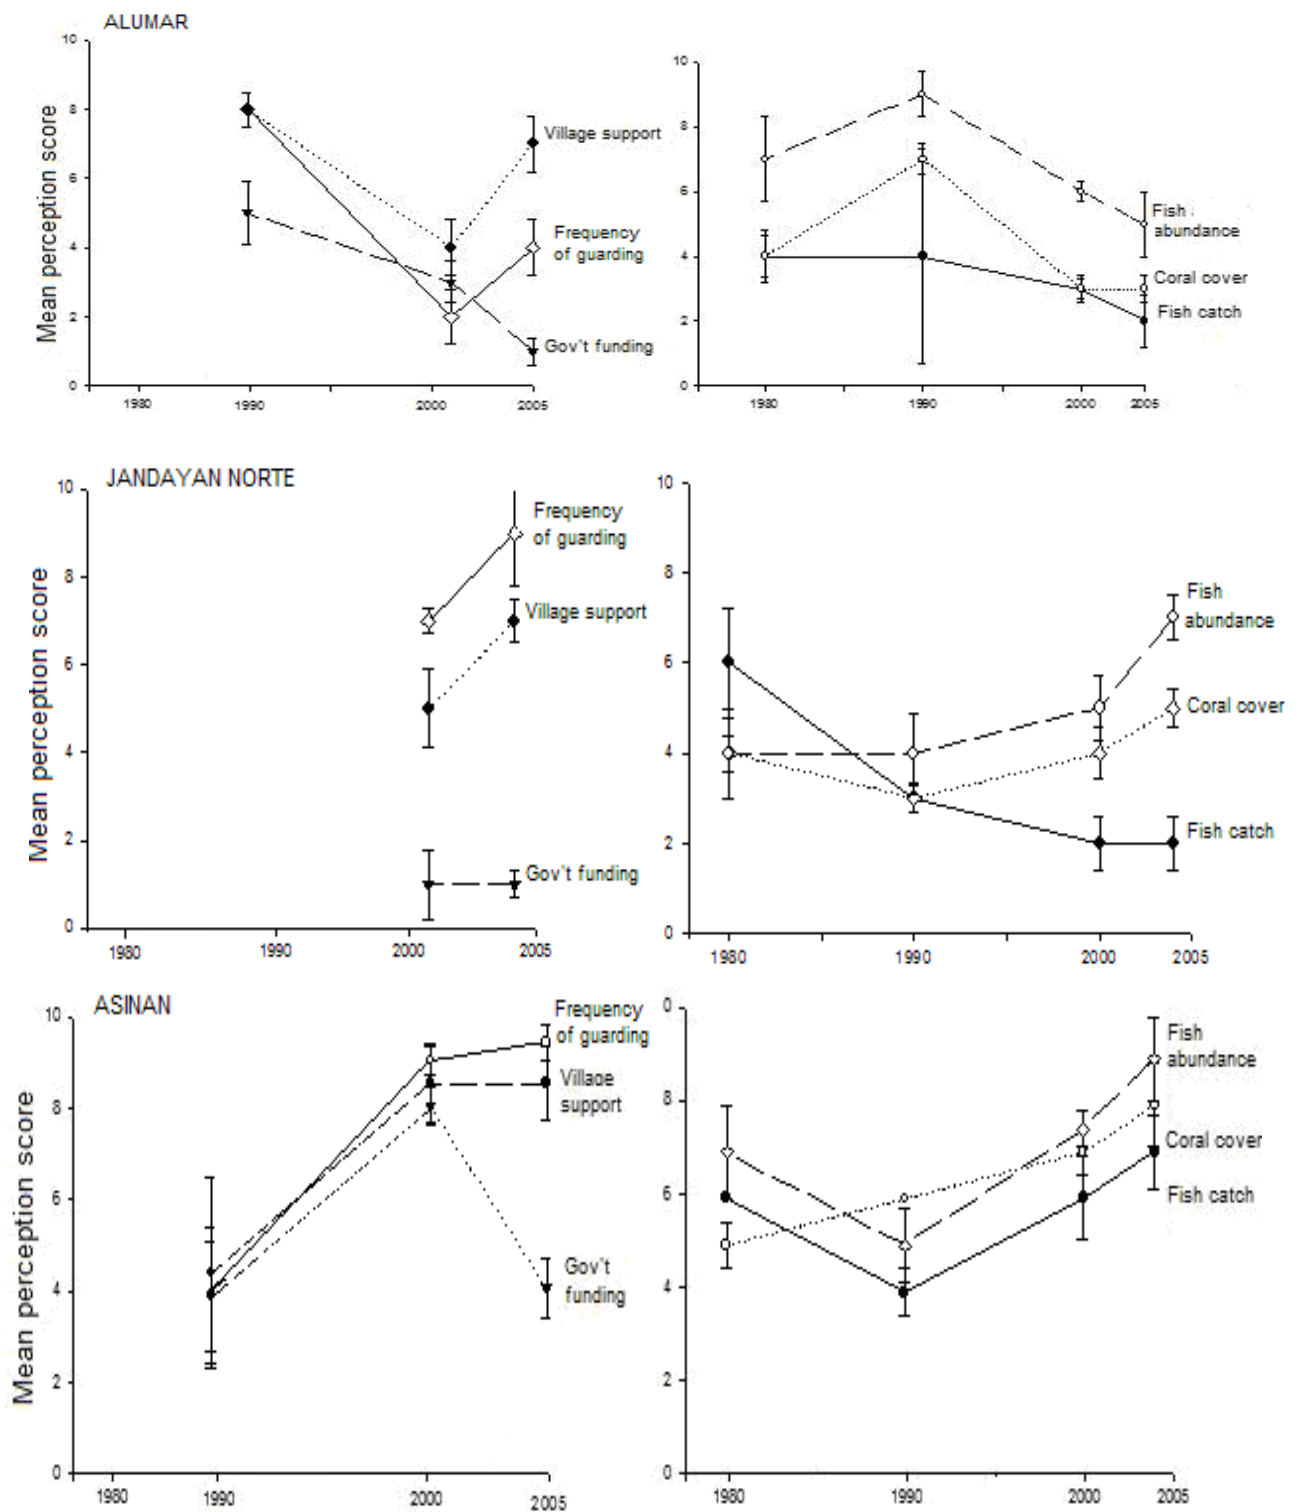 ALUMAR
Mean perception score
10
8
6
4
2
0
1980
1990
2000
2005
Village support
Frequency
of guarding
Gov't funding
10
8
6
4
2
0
1980
1990
2000
2005
Fish
abundance
Coral cover
Fish catch
JANDAYAN NORTE
Mean perception score
10
8
6
4
2
0
1980
1990
2000
2005
Frequency
of guarding
Village support
Gov't funding
10
8
6
4
2
0
1980
1990
2000
2005
Fish
abundance
Coral cover
Fish catch
ASINAN
Mean perception score
10
8
6
4
2
0
1980
1990
2000
2005
Frequency
of guarding
Village
support
Gov't
funding
0
8
6
4
2
0
1980
1990
2000
2005
Fish
abundance
Coral cover
Fish catch